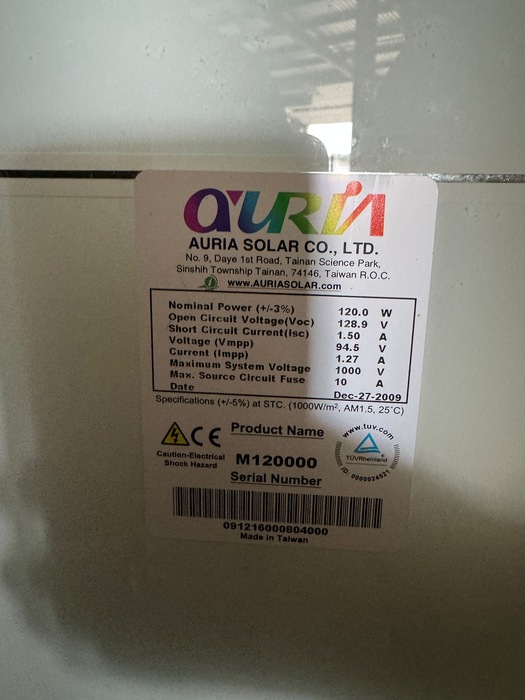 auria
AURIA SOLAR CO., LTD.
No. 9, Daye 1st Road, Tainan Science Park,
Sinshih Township Tainan, 74146, Taiwan R.O.C.
www.AURIASOLAR.com
Nominal Power (+/-3%) 120.0 W
Open Circuit Voltage(Voc) 128.9 V
Short Circuit Current(Isc) 1.50 A
Voltage (Vmpp) 94.5 V
Current (Impp) 1.27 A
Maximum System Voltage 1000 V
Max. Source Circuit Fuse 10 A
Date Dec-27-2009
Specifications (+/-5%) at STC. (1000W/m², AM1.5, 25°C)
CE
Caution-Electrical
Shock Hazard
Product Name
M120000
Serial Number
www.tuv.com
TÜVRheinland®
ID: 0000024521
091216000804000
Made in Taiwan